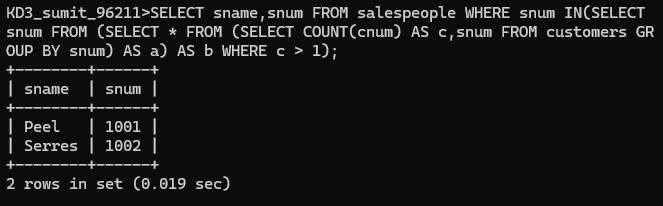 KD3_sumit_96211>SELECT sname,snum FROM salespeople WHERE snum IN(SELECT
snum FROM (SELECT * FROM (SELECT COUNT(cnum) AS c,snum FROM customers GR
OUP BY snum) AS a) AS b WHERE c > 1);
+--------+------+
| sname  | snum |
+--------+------+
| Peel   | 1001 |
| Serres | 1002 |
+--------+------+
2 rows in set (0.019 sec)